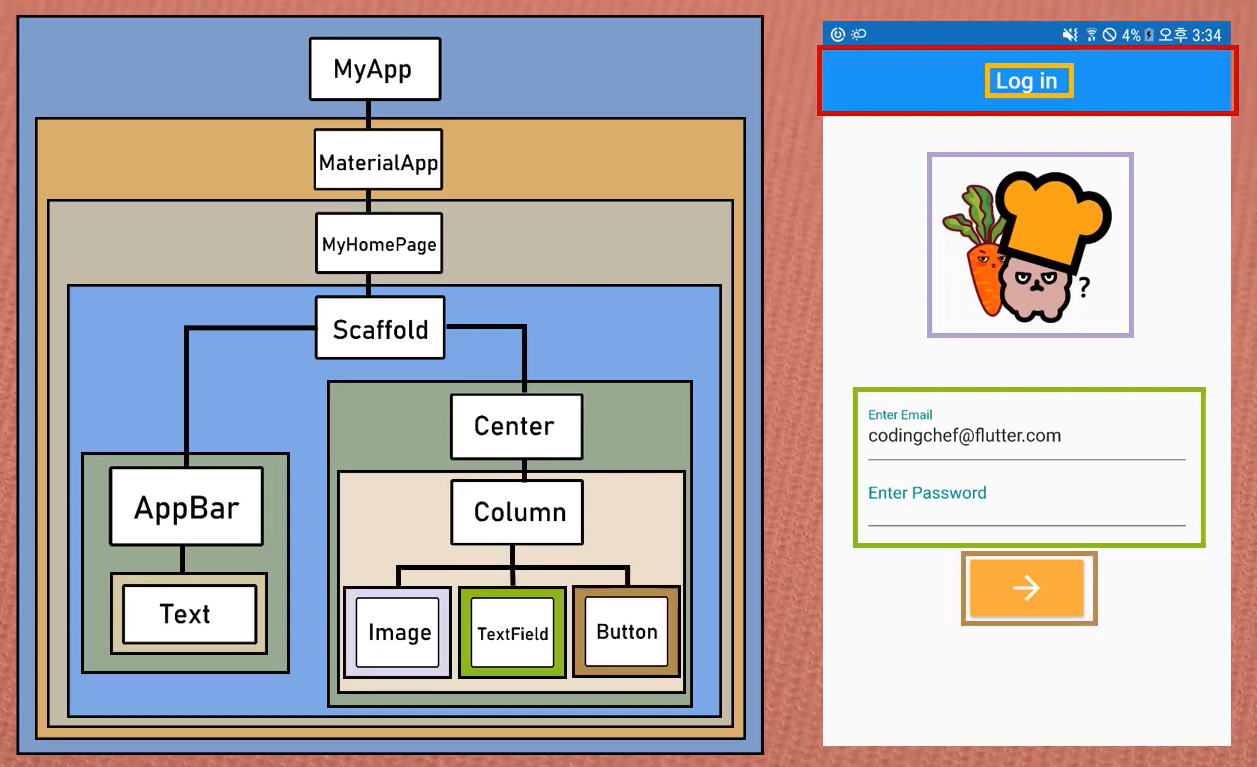 MyApp
MaterialApp
MyHomePage
Scaffold
Center
AppBar
Column
Text
Image
TextField
Button
4% 오후 3:34
Log in
?
Enter Email
codingchef@flutter.com
Enter Password